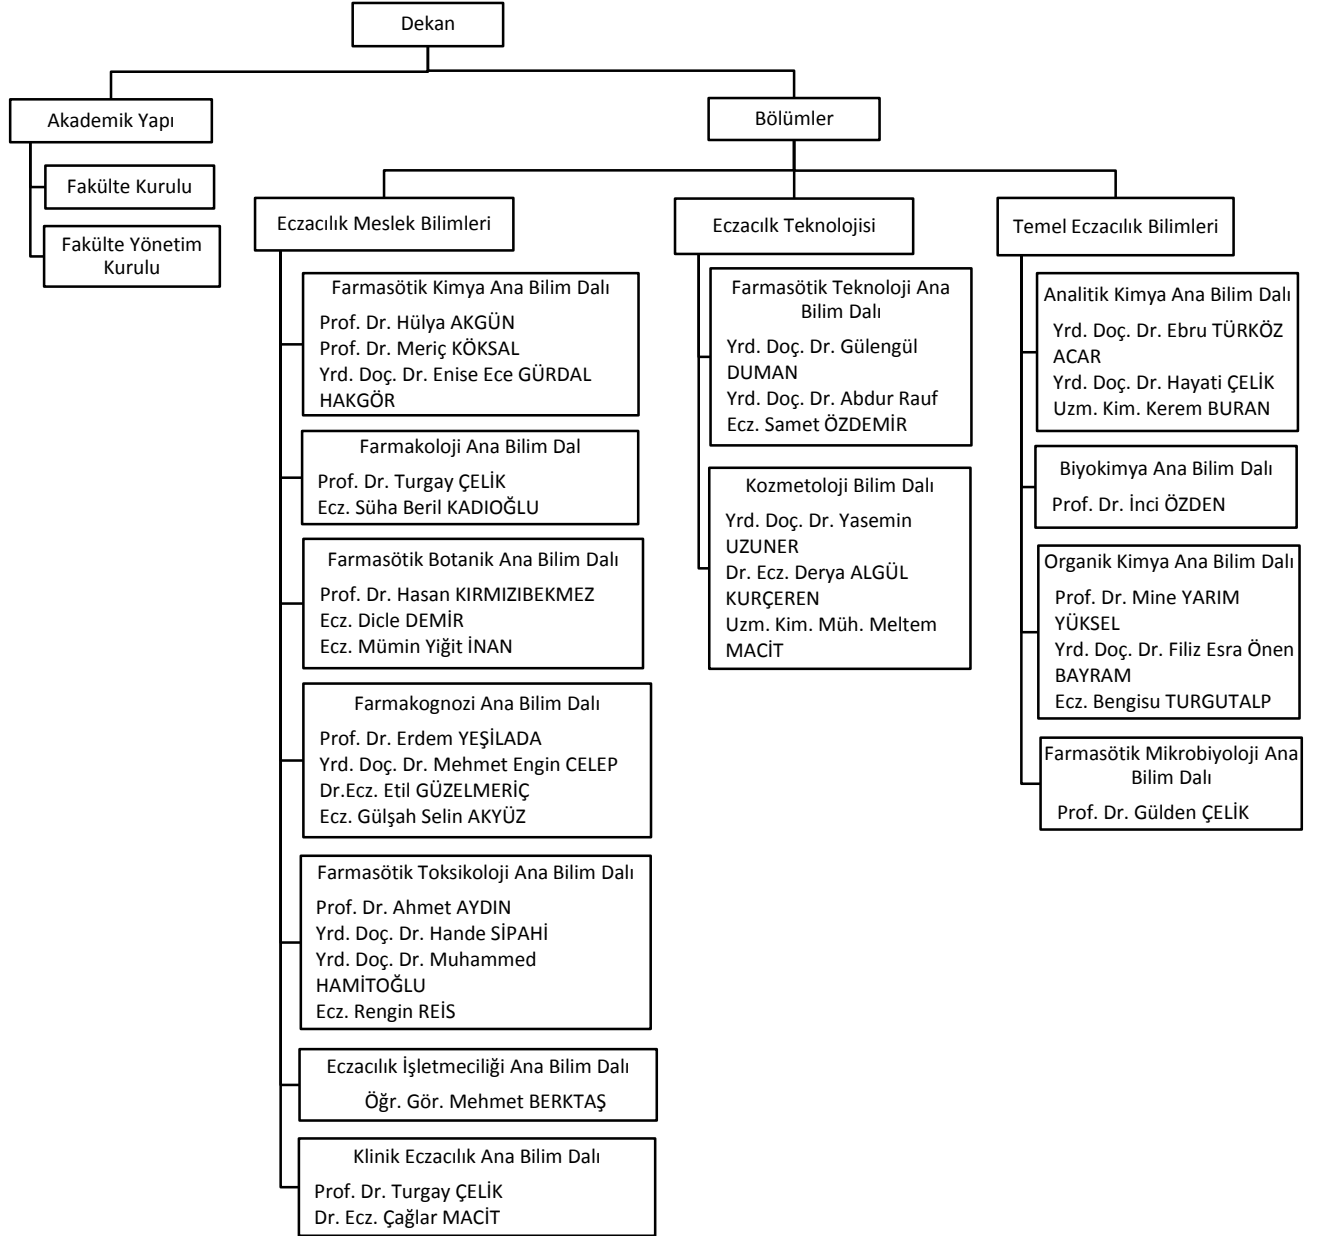 Dekan
Akademik Yapı
Fakülte Kurulu
Fakülte Yönetim
Kurulu
Bölümler
Eczacılık Meslek Bilimleri
Farmasötik Kimya Ana Bilim Dalı
Prof. Dr. Hülya AKGÜN
Prof. Dr. Meriç KÖKSAL
Yrd. Doç. Dr. Enise Ece GÜRDAL
HAKGÖR
Farmakoloji Ana Bilim Dal
Prof. Dr. Turgay ÇELİK
Ecz. Süha Beril KADIOĞLU
Farmasötik Botanik Ana Bilim Dalı
Prof. Dr. Hasan KIRMIZIBEKMEZ
Ecz. Dicle DEMİR
Ecz. Mümin Yiğit İNAN
Farmakognozi Ana Bilim Dalı
Prof. Dr. Erdem YEŞİLADA
Yrd. Doç. Dr. Mehmet Engin CELEP
Dr.Ecz. Etil GÜZELMERİÇ
Ecz. Gülşah Selin AKYÜZ
Farmasötik Toksikoloji Ana Bilim Dalı
Prof. Dr. Ahmet AYDIN
Yrd. Doç. Dr. Hande SİPAHİ
Yrd. Doç. Dr. Muhammed
HAMİTOĞLU
Ecz. Rengin REİS
Eczacılık İşletmeciliği Ana Bilim Dalı
Öğr. Gör. Mehmet BERKTAŞ
Klinik Eczacılık Ana Bilim Dalı
Prof. Dr. Turgay ÇELİK
Dr. Ecz. Çağlar MACİT
Eczacılk Teknolojisi
Farmasötik Teknoloji Ana
Bilim Dalı
Yrd. Doç. Dr. Gülengül
DUMAN
Yrd. Doç. Dr. Abdur Rauf
Ecz. Samet ÖZDEMİR
Kozmetoloji Bilim Dalı
Yrd. Doç. Dr. Yasemin
UZUNER
Dr. Ecz. Derya ALGÜL
KURÇEREN
Uzm. Kim. Müh. Meltem
MACİT
Temel Eczacılık Bilimleri
Analitik Kimya Ana Bilim Dalı
Yrd. Doç. Dr. Ebru TÜRKÖZ
ACAR
Yrd. Doç. Dr. Hayati ÇELİK
Uzm. Kim. Kerem BURAN
Biyokimya Ana Bilim Dalı
Prof. Dr. İnci ÖZDEN
Organik Kimya Ana Bilim Dalı
Prof. Dr. Mine YARIM
YÜKSEL
Yrd. Doç. Dr. Filiz Esra Önen
BAYRAM
Ecz. Bengisu TURGUTALP
Farmasötik Mikrobiyoloji Ana
Bilim Dalı
Prof. Dr. Gülden ÇELİK